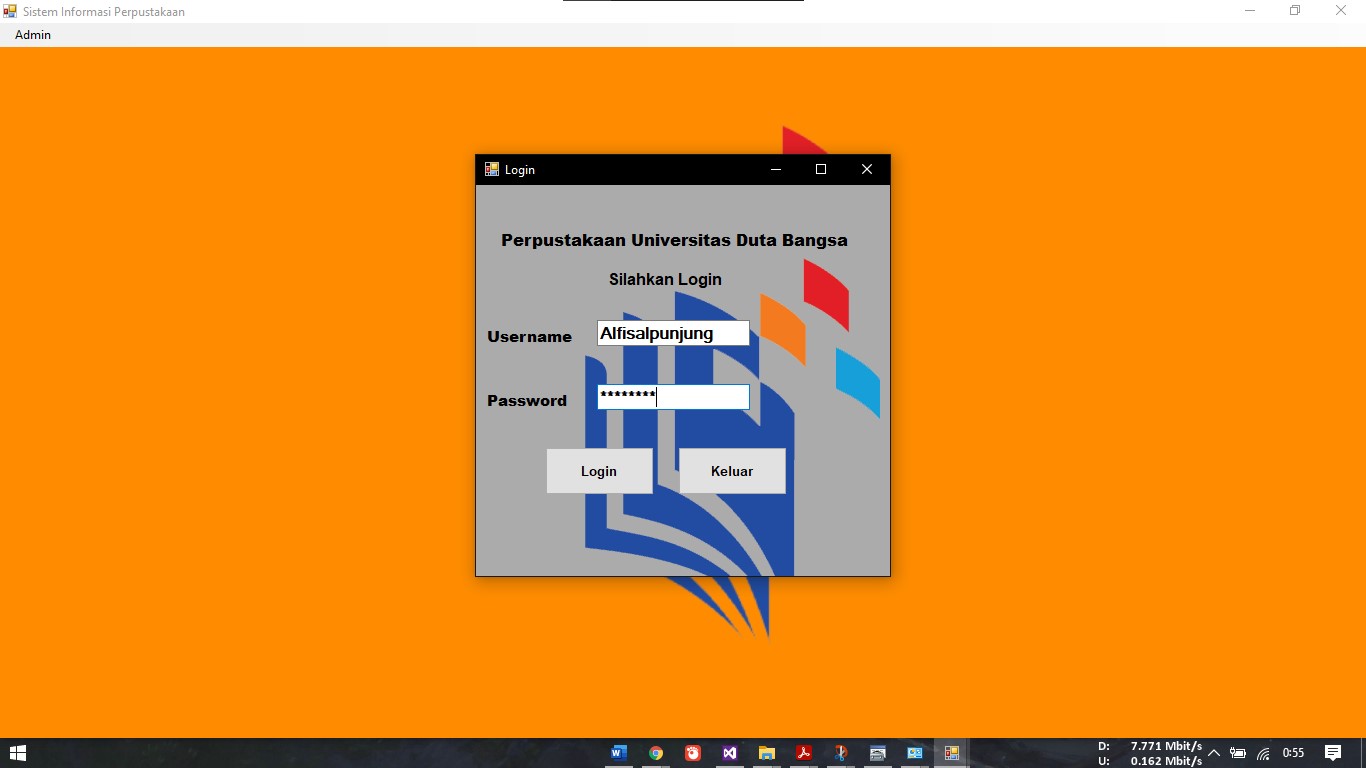 Sistem Informasi Perpustakaan
Admin
Login
Perpustakaan Universitas Duta Bangsa
Silahkan Login
Username Alfisalpunjung
Password ********
Login Keluar
D: 7.771 Mbit/s
U: 0.162 Mbit/s
0:55